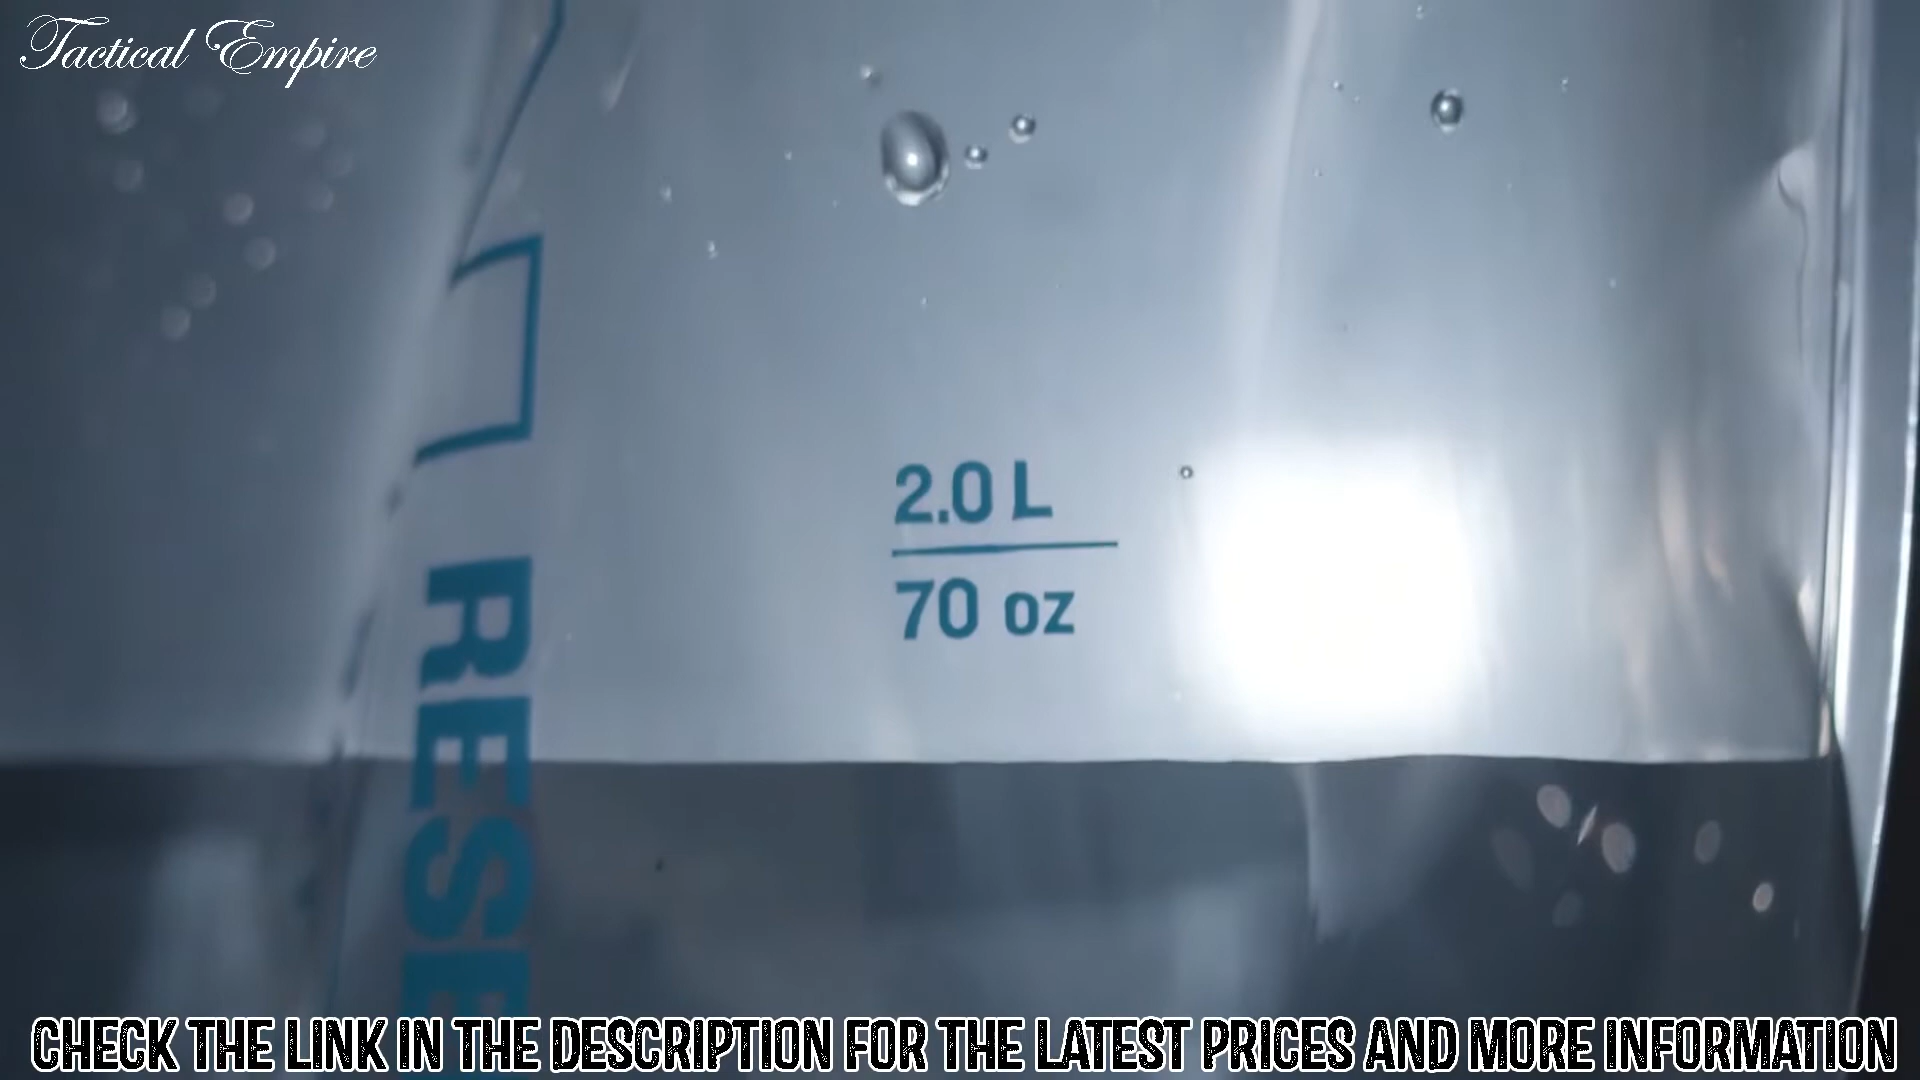 Tactical Empire
2.0 L
70 oz
CHECK THE LINK IN THE DESCRIPTION FOR THE LATEST PRICES AND MORE INFORMATION